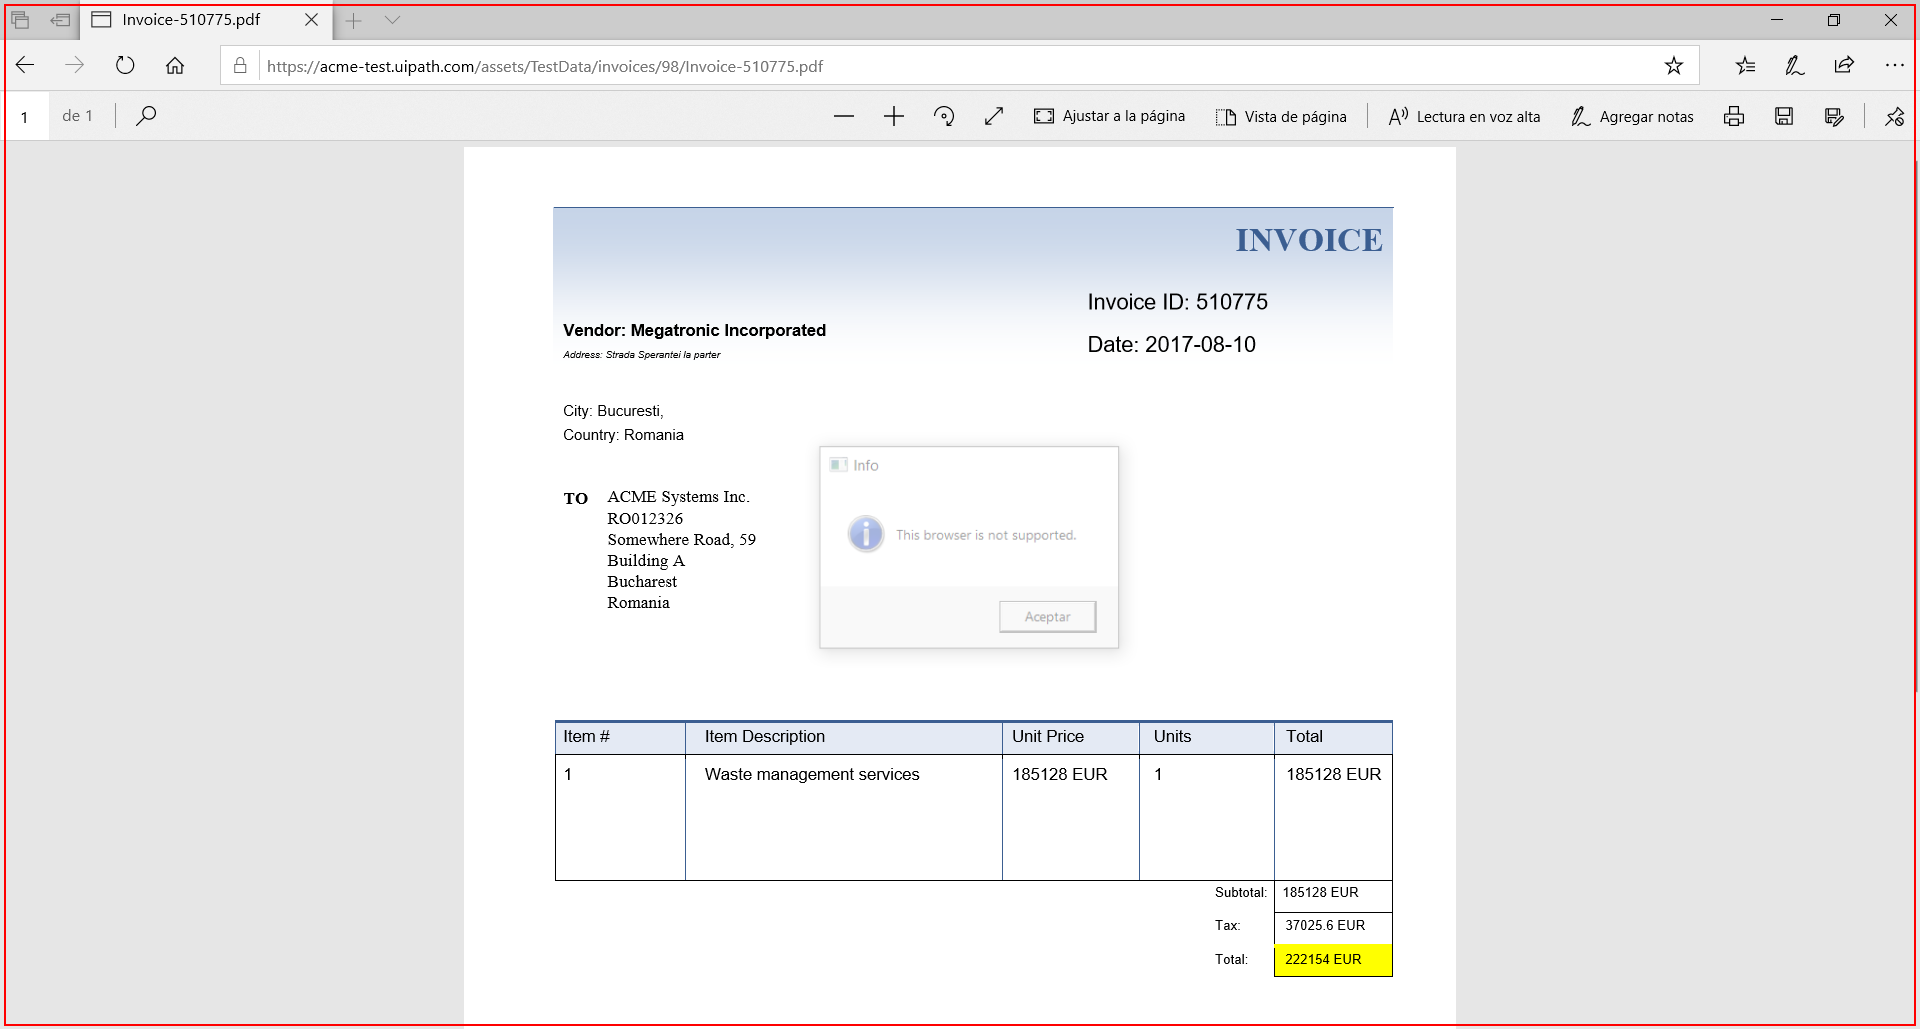 Invoice-510775.pdf
https://acme-test.uipath.com/assets/TestData/invoices/98/Invoice-510775.pdf
1 de 1
Ajustar a la página
Vista de página
Lectura en voz alta
Agregar notas
INVOICE
Invoice ID: 510775
Vendor: Megatronic Incorporated
Date: 2017-08-10
Address: Strada Sperantei la parter
City: Bucuresti,
Country: Romania
TO ACME Systems Inc.
RO012326
Somewhere Road, 59
Building A
Bucharest
Romania
Info
This browser is not supported.
Aceptar
Item # Item Description Unit Price Units Total
1 Waste management services 185128 EUR 1 185128 EUR
Subtotal: 185128 EUR
Tax: 37025.6 EUR
Total: 222154 EUR